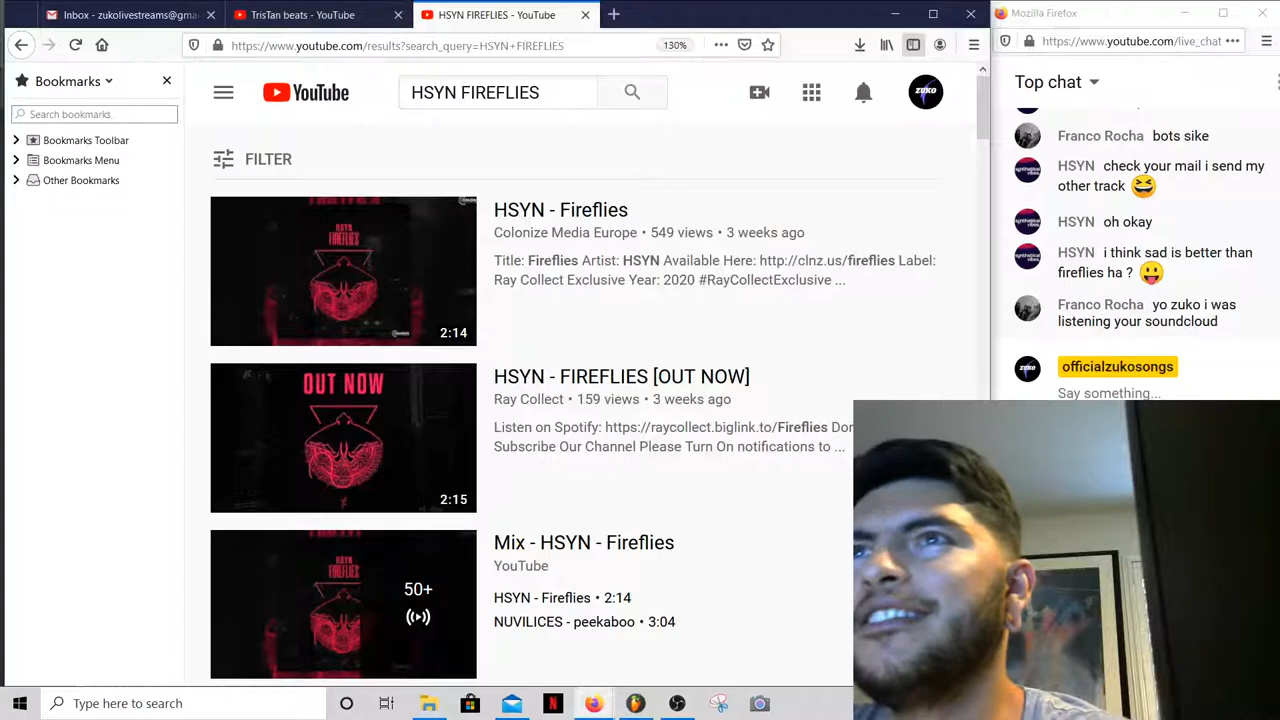 Inbox - zukolivestreams@gma
TrisTan beats - YouTube
HSYN FIREFLIES - YouTube
https://www.youtube.com/results?search_query=HSYN+FIREFLIES
130%
Bookmarks
Search bookmarks
Bookmarks Toolbar
Bookmarks Menu
Other Bookmarks
YouTube
HSYN FIREFLIES
ZUKO
FILTER
HSYN
FIREFLIES
2:14
HSYN - Fireflies
Colonize Media Europe • 549 views • 3 weeks ago
Title: Fireflies Artist: HSYN Available Here: http://clnz.us/fireflies Label:
Ray Collect Exclusive Year: 2020 #RayCollectExclusive ...
OUT NOW
2:15
HSYN - FIREFLIES [OUT NOW]
Ray Collect • 159 views • 3 weeks ago
Listen on Spotify: https://raycollect.biglink.to/Fireflies Don
Subscribe Our Channel Please Turn On notifications to ...
FIREFLIES
50+
Mix - HSYN - Fireflies
YouTube
HSYN - Fireflies • 2:14
NUVILICES - peekaboo • 3:04
Mozilla Firefox
https://www.youtube.com/live_chat
Top chat
Franco Rocha bots sike
HSYN check your mail i send my
other track
HSYN oh okay
HSYN i think sad is better than
fireflies ha ?
Franco Rocha yo zuko i was
listening your soundcloud
officialzukosongs
Say something...
Type here to search